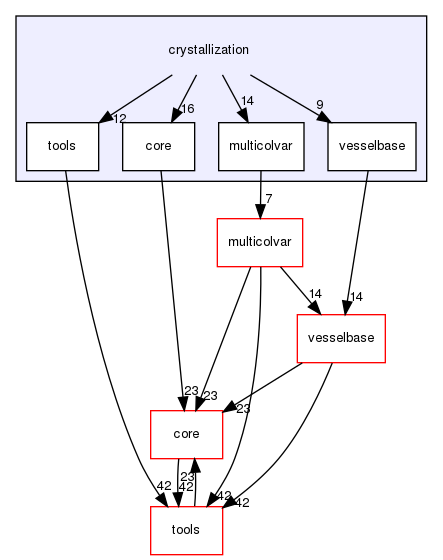 crystallization
12
16
14
9
tools
core
multicolvar
vesselbase
7
multicolvar
14
14
vesselbase
23
23
23
core
42
23
42
42
42
tools